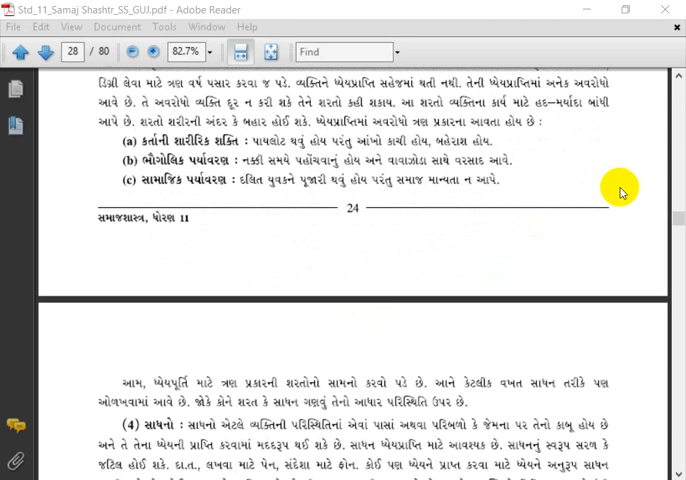 Std_11_Samaj Shashtr_SS_GUJ.pdf - Adobe Reader
File Edit View Document Tools Window Help
28 / 80 82.7% Find
ડિગ્રી લેવા માટે ત્રણ વર્ષ પસાર કરવા જ પડે. વ્યક્તિને ધ્યેયપ્રાપ્તિ સહેજમાં થતી નથી. તેની ધ્યેયપ્રાપ્તિમાં અનેક અવરોધો
આવે છે. તે અવરોધો વ્યક્તિ દૂર ન કરી શકે તેને શરતો કહી શકાય. આ શરતો વ્યક્તિના કાર્ય માટે હદ-મર્યાદા બાંધી
આપે છે. શરતો શરીરની અંદર કે બહાર હોઈ શકે. ધ્યેયપ્રાપ્તિમાં અવરોધો ત્રણ પ્રકારના આવતા હોય છે :
(a) કર્તાની શારીરિક શક્તિ : પાયલોટ થવું હોય પરંતુ આંખો કાચી હોય, બહેરાશ હોય.
(b) ભૌગોલિક પર્યાવરણ : નક્કી સમયે પહોંચવાનું હોય અને વાવાઝોડા સાથે વરસાદ આવે.
(c) સામાજિક પર્યાવરણ : દલિત યુવકને પૂજારી થવું હોય પરંતુ સમાજ માન્યતા ન આપે.
24
સમાજશાસ્ત્ર, ધોરણ 11
આમ, ધ્યેયપૂર્તિ માટે ત્રણ પ્રકારની શરતોનો સામનો કરવો પડે છે. આને કેટલીક વખત સાધન તરીકે પણ
ઓળખવામાં આવે છે. જોકે કોને શરત કે સાધન ગણવું તેનો આધાર પરિસ્થિતિ ઉપર છે.
(4) સાધનો : સાધનો એટલે વ્યક્તિની પરિસ્થિતિનાં એવાં પાસાં અથવા પરિબળો કે જેમના પર તેનો કાબૂ હોય છે
અને તે તેના ધ્યેયની પ્રાપ્તિ કરવામાં મદદરૂપ થઈ શકે છે. સાધન ધ્યેયપ્રાપ્તિ માટે આવશ્યક છે. સાધનનું સ્વરૂપ સરળ કે
જટિલ હોઈ શકે. દા.ત., લખવા માટે પેન, સંદેશા માટે ફોન. કોઈ પણ ધ્યેયને પ્રાપ્ત કરવા માટે ધ્યેયને અનુરૂપ સાધન